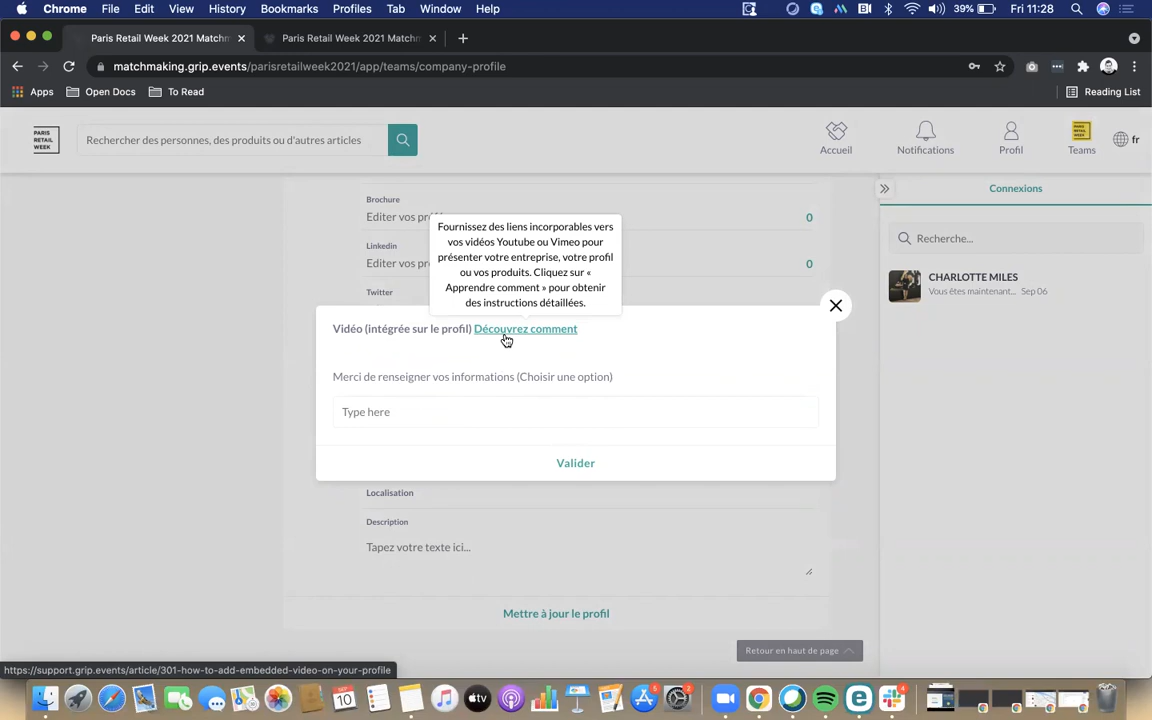 Chrome File Edit View History Bookmarks Profiles Tab Window Help 39% Fri 11:28
Paris Retail Week 2021 Matchm Paris Retail Week 2021 Matchm
matchmaking.grip.events/parisretailweek2021/app/teams/company-profile
Apps Open Docs To Read Reading List
PARIS
RETAIL
WEEK
Rechercher des personnes, des produits ou d'autres articles
Accueil Notifications Profil Teams fr
Connexions
Recherche...
CHARLOTTE MILES
Vous êtes maintenant... Sep 06
Brochure
Editer vos 0
Linkedin
Editer vos 0
Twitter
Fournissez des liens incorporables vers
vos vidéos Youtube ou Vimeo pour
présenter votre entreprise, votre profil
ou vos produits. Cliquez sur «
Apprendre comment » pour obtenir
des instructions détaillées.
Vidéo (intégrée sur le profil) Découvrez comment
Merci de renseigner vos informations (Choisir une option)
Type here
Valider
Localisation
Description
Tapez votre texte ici...
Mettre à jour le profil
Retour en haut de page
https://support.grip.events/article/301-how-to-add-embedded-video-on-your-profile